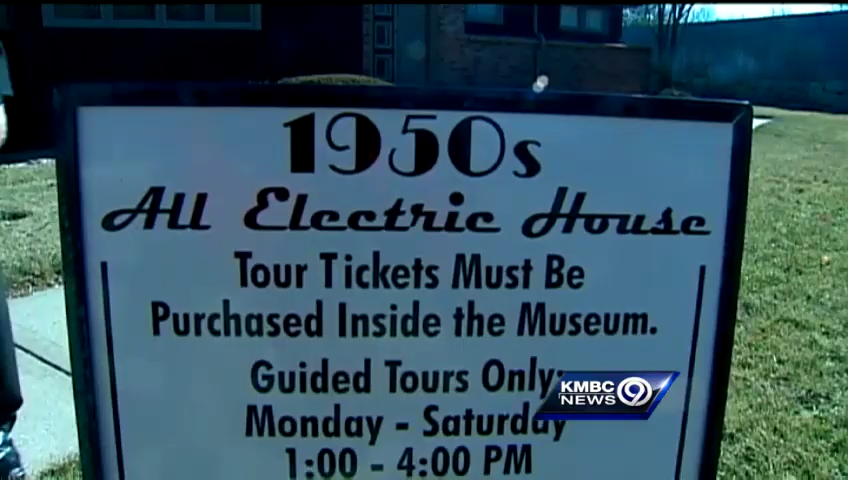 1950s
All Electric House
Tour Tickets Must Be
Purchased Inside the Museum.
Guided Tours Only:
Monday - Saturday
1:00 - 4:00 PM
KMBC 9
NEWS